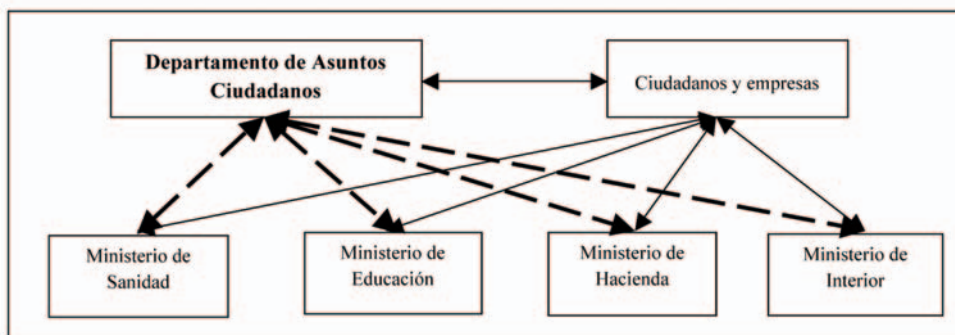 Departamento de Asuntos
Ciudadanos
Ciudadanos y empresas
Ministerio de
Sanidad
Ministerio de
Educación
Ministerio de
Hacienda
Ministerio de
Interior